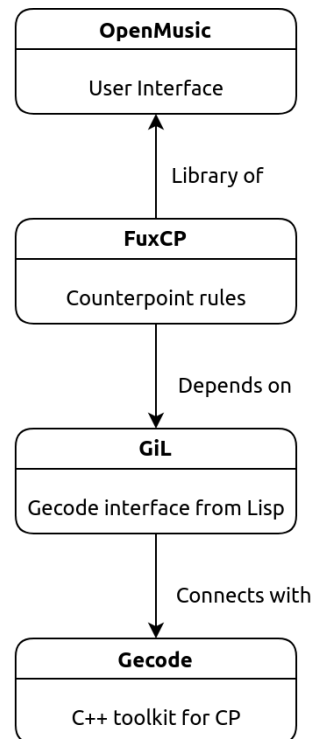 OpenMusic
User Interface
Library of
FuxCP
Counterpoint rules
Depends on
GiL
Gecode interface from Lisp
Connects with
Gecode
C++ toolkit for CP